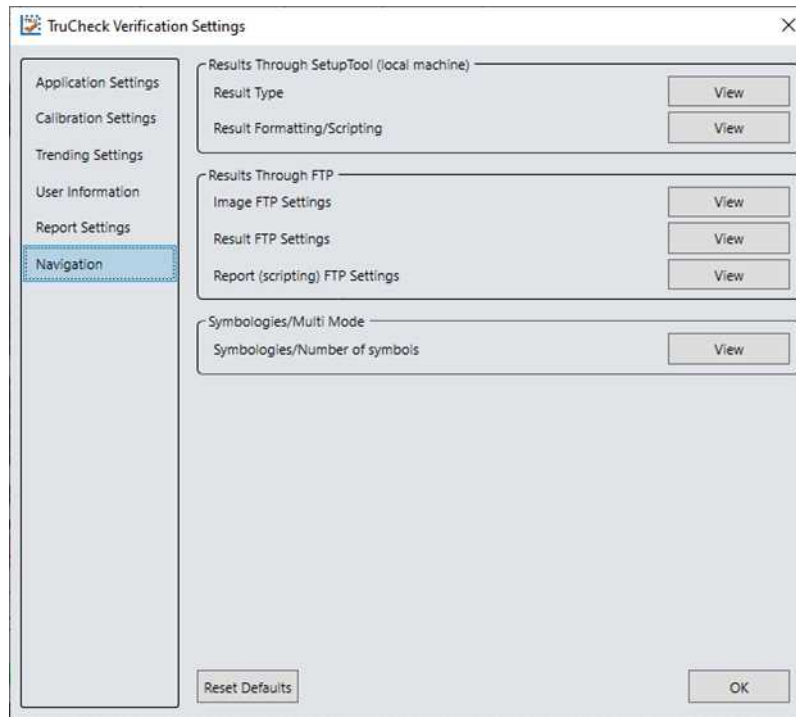 TruCheck Verification Settings
Application Settings
Calibration Settings
Trending Settings
User Information
Report Settings
Navigation
Results Through SetupTool (local machine)
Result Type View
Result Formatting/Scripting View
Results Through FTP
Image FTP Settings View
Result FTP Settings View
Report (scripting) FTP Settings View
Symbologies/Multi Mode
Symbologies/Number of symbols View
Reset Defaults OK